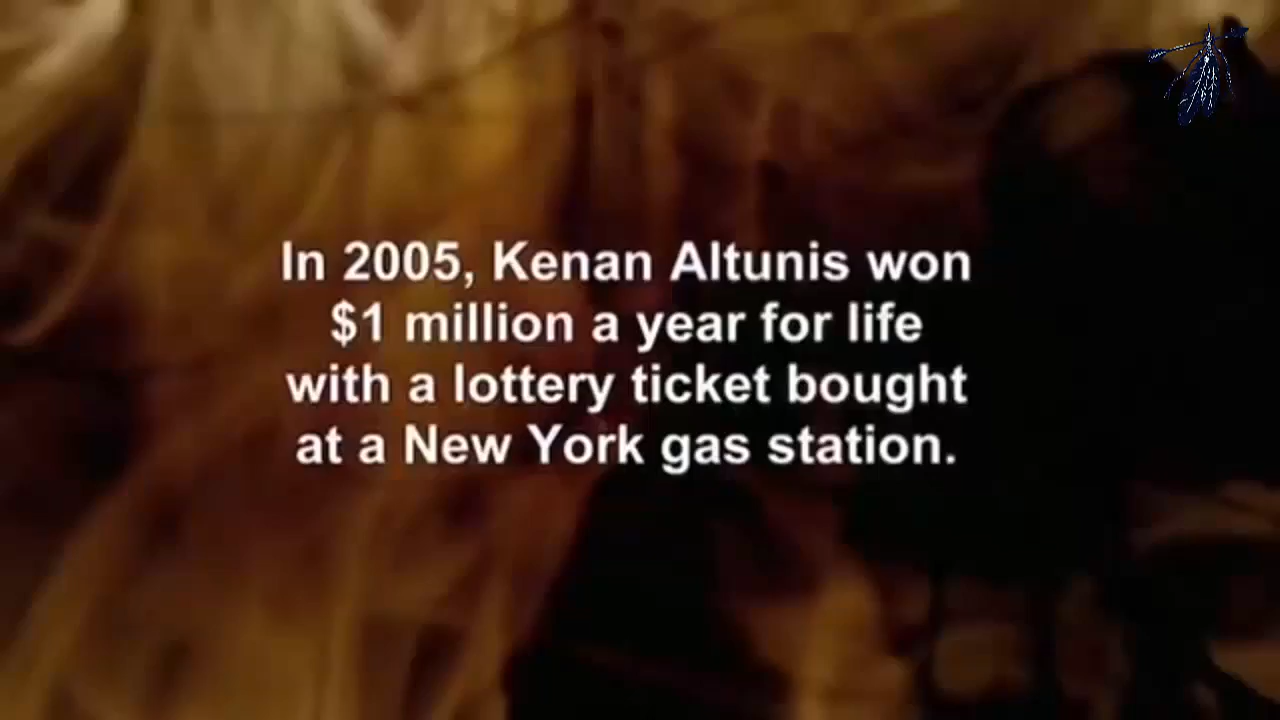 In 2005, Kenan Altunis won
$1 million a year for life
with a lottery ticket bought
at a New York gas station.